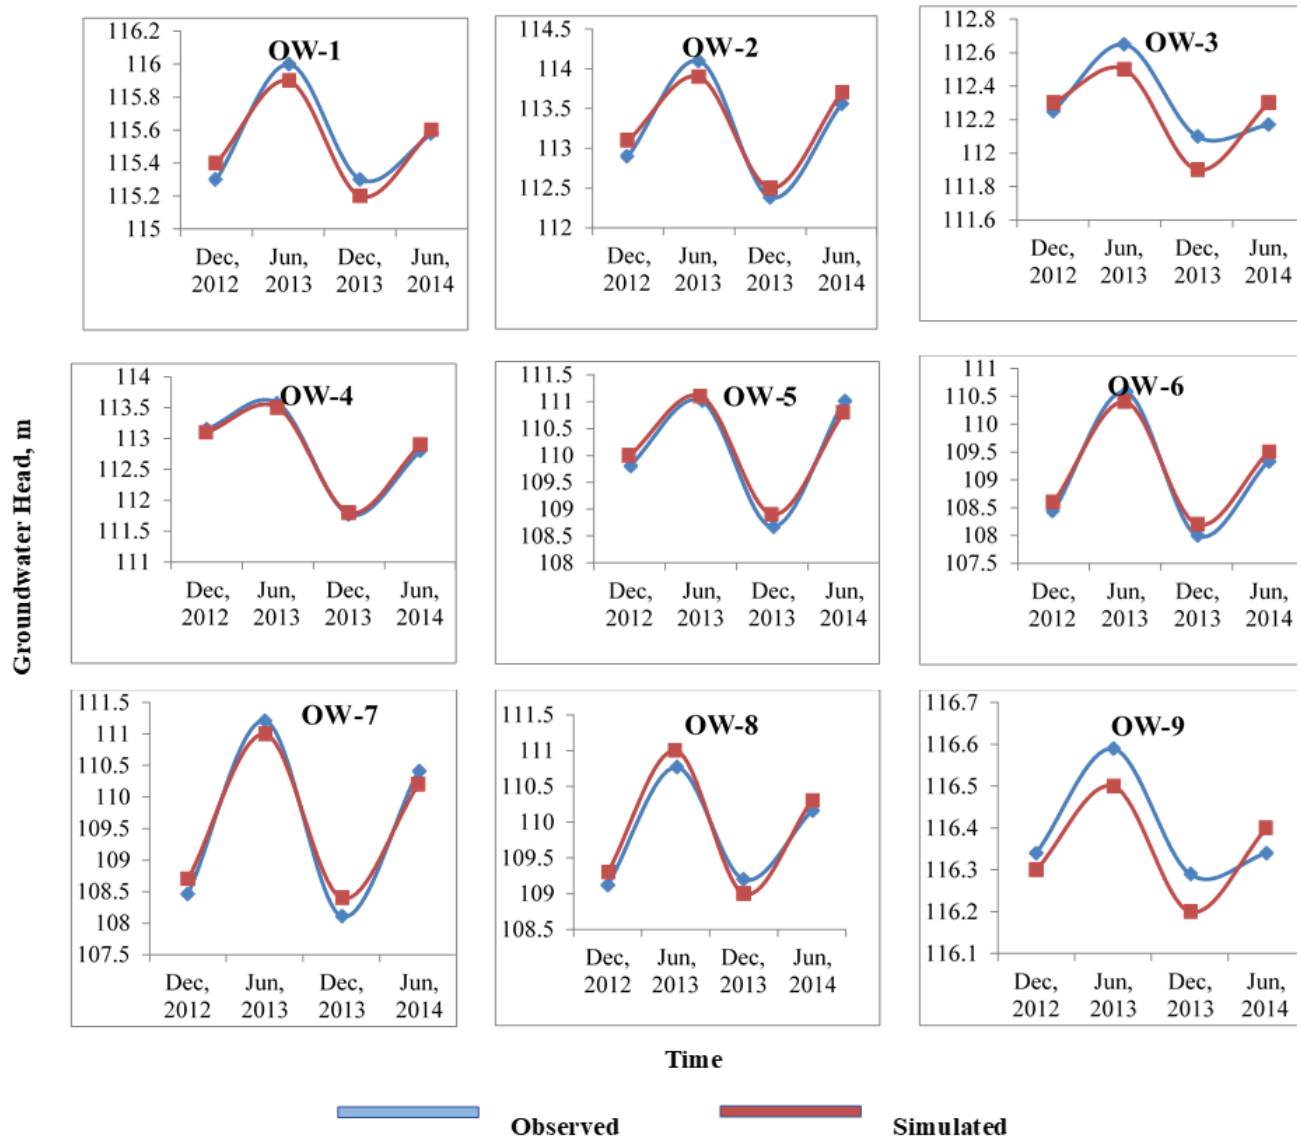 OW-1
116.2
116
115.8
115.6
115.4
115.2
115
Dec, Jun, Dec, Jun,
2012 2013 2013 2014
OW-2
114.5
114
113.5
113
112.5
112
Dec, Jun, Dec, Jun,
2012 2013 2013 2014
OW-3
112.8
112.6
112.4
112.2
112
111.8
111.6
Dec, Jun, Dec, Jun,
2012 2013 2013 2014
Groundwater Head, m
OW-4
114
113.5
113
112.5
112
111.5
111
Dec, Jun, Dec, Jun,
2012 2013 2013 2014
OW-5
111.5
111
110.5
110
109.5
109
108.5
108
Dec, Jun, Dec, Jun,
2012 2013 2013 2014
OW-6
111
110.5
110
109.5
109
108.5
108
107.5
Dec, Jun, Dec, Jun,
2012 2013 2013 2014
OW-7
111.5
111
110.5
110
109.5
109
108.5
108
107.5
Dec, Jun, Dec, Jun,
2012 2013 2013 2014
OW-8
111.5
111
110.5
110
109.5
109
108.5
Dec, Jun, Dec, Jun,
2012 2013 2013 2014
OW-9
116.7
116.6
116.5
116.4
116.3
116.2
116.1
Dec, Jun, Dec, Jun,
2012 2013 2013 2014
Time
Observed Simulated